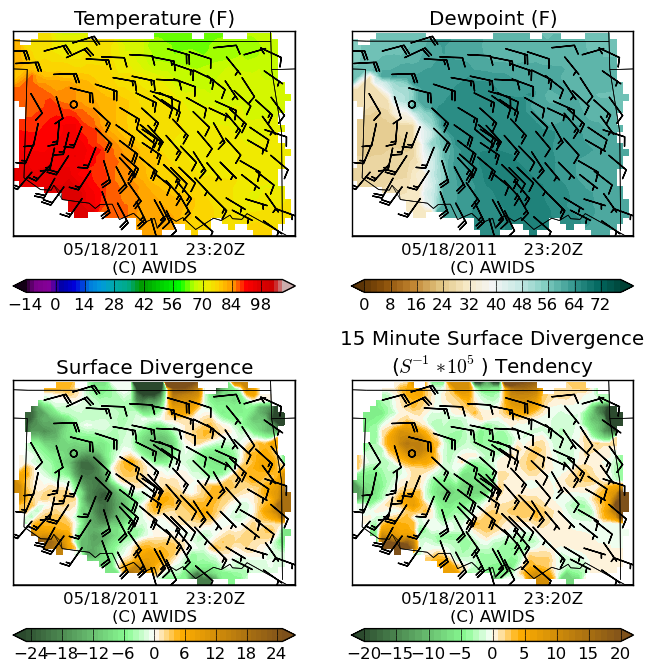 Temperature (F)
Dewpoint (F)
05/18/2011 23:20Z
(C) AWIDS
05/18/2011 23:20Z
(C) AWIDS
−14 0 14 28 42 56 70 84 98
0 8 16 24 32 40 48 56 64 72
Surface Divergence
15 Minute Surface Divergence
(S⁻¹ *10⁵ ) Tendency
05/18/2011 23:20Z
(C) AWIDS
05/18/2011 23:20Z
(C) AWIDS
−24 −18 −12 −6 0 6 12 18 24
−20 −15 −10 −5 0 5 10 15 20